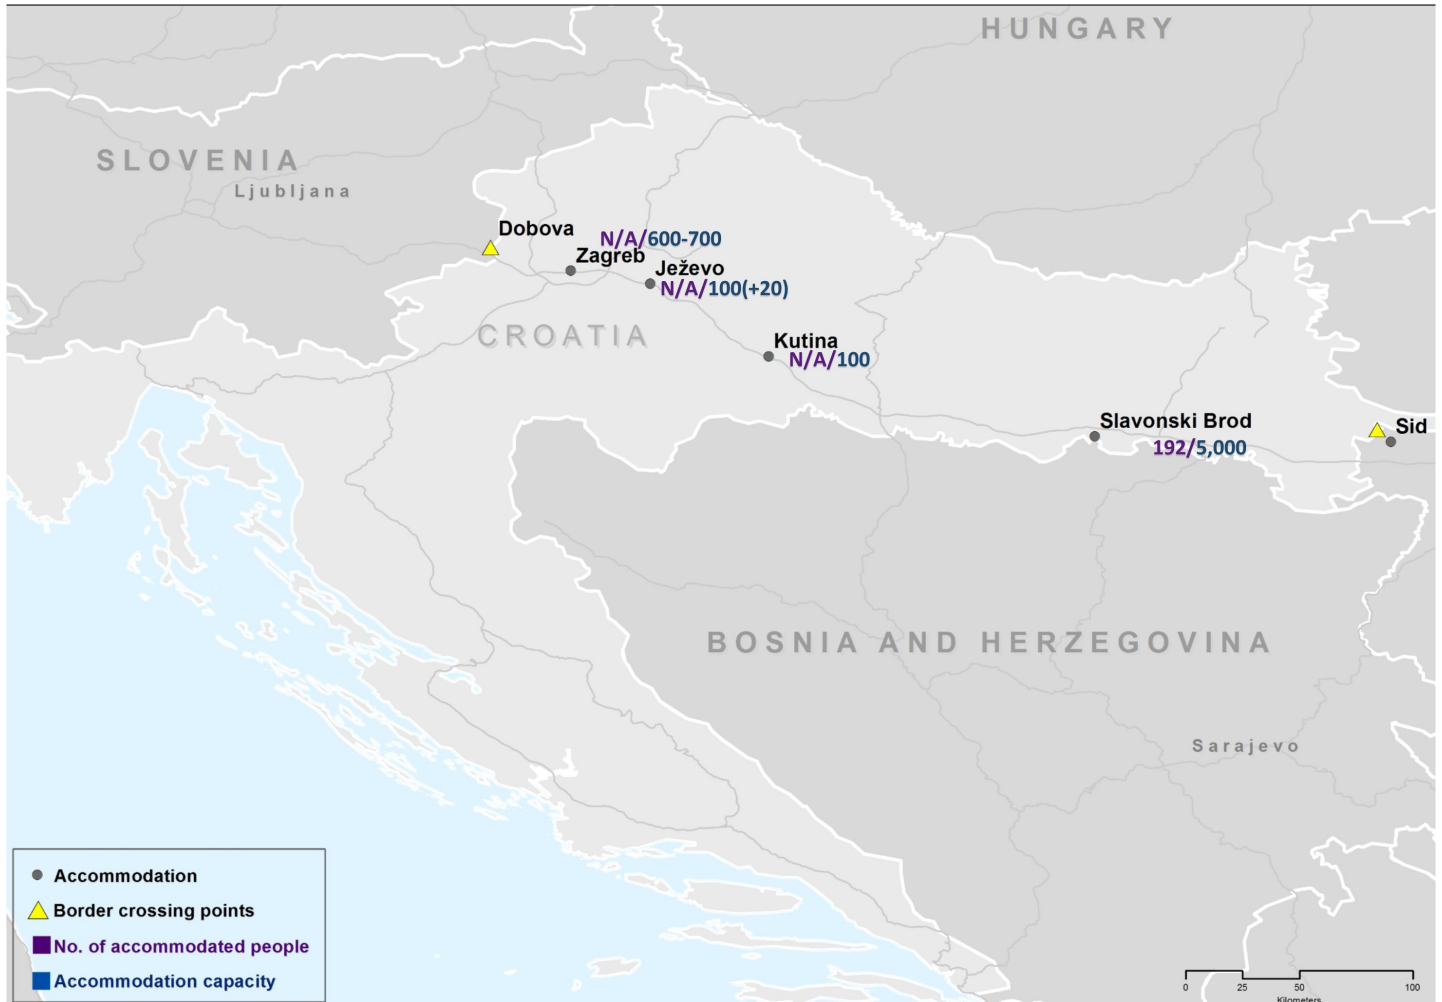 HUNGARY
SLOVENIA
Ljubljana
Dobova
N/A/600-700
Zagreb
Ježevo
N/A/100(+20)
CROATIA
Kutina
N/A/100
Slavonski Brod
192/5,000
Sid
BOSNIA AND HERZEGOVINA
Sarajevo
Accommodation
Border crossing points
No. of accommodated people
Accommodation capacity
0 25 50 100
Kilometers